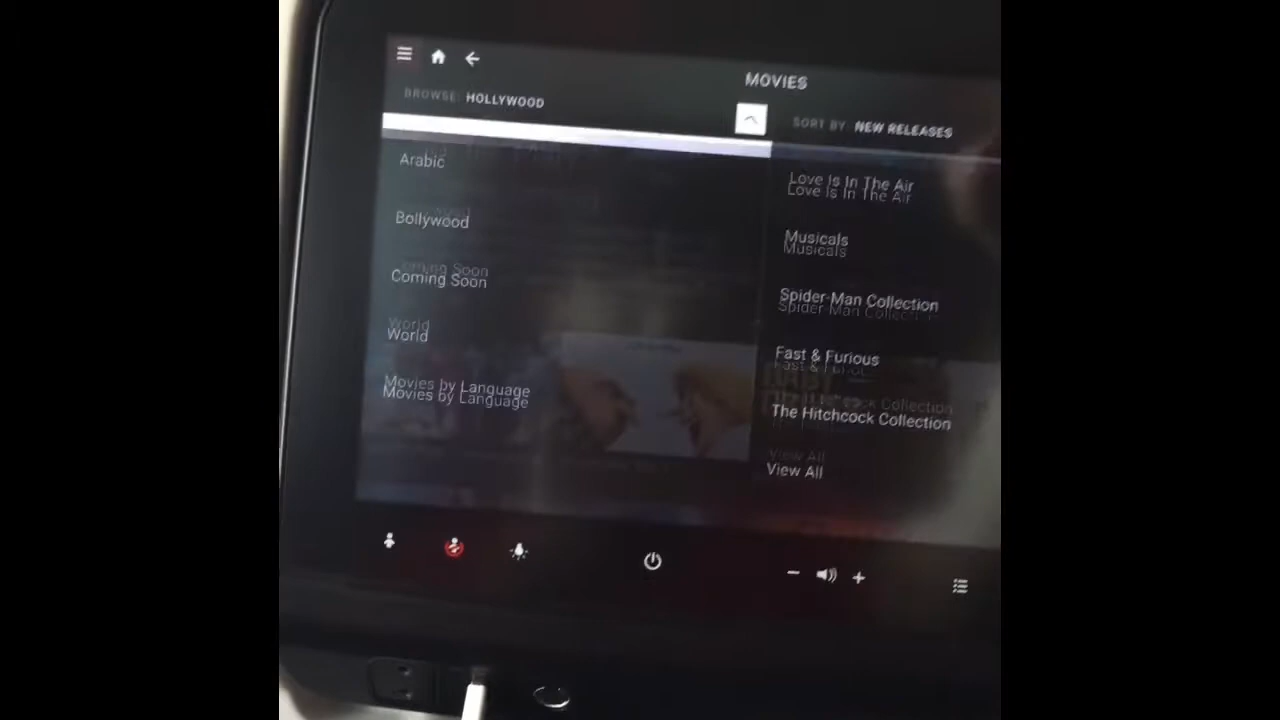 MOVIES
BROWSE: HOLLYWOOD
SORT BY: NEW RELEASES
Arabic
Bollywood
Coming Soon
World
Movies by Language
Love Is In The Air
Musicals
Spider-Man Collection
Fast & Furious
The Hitchcock Collection
View All